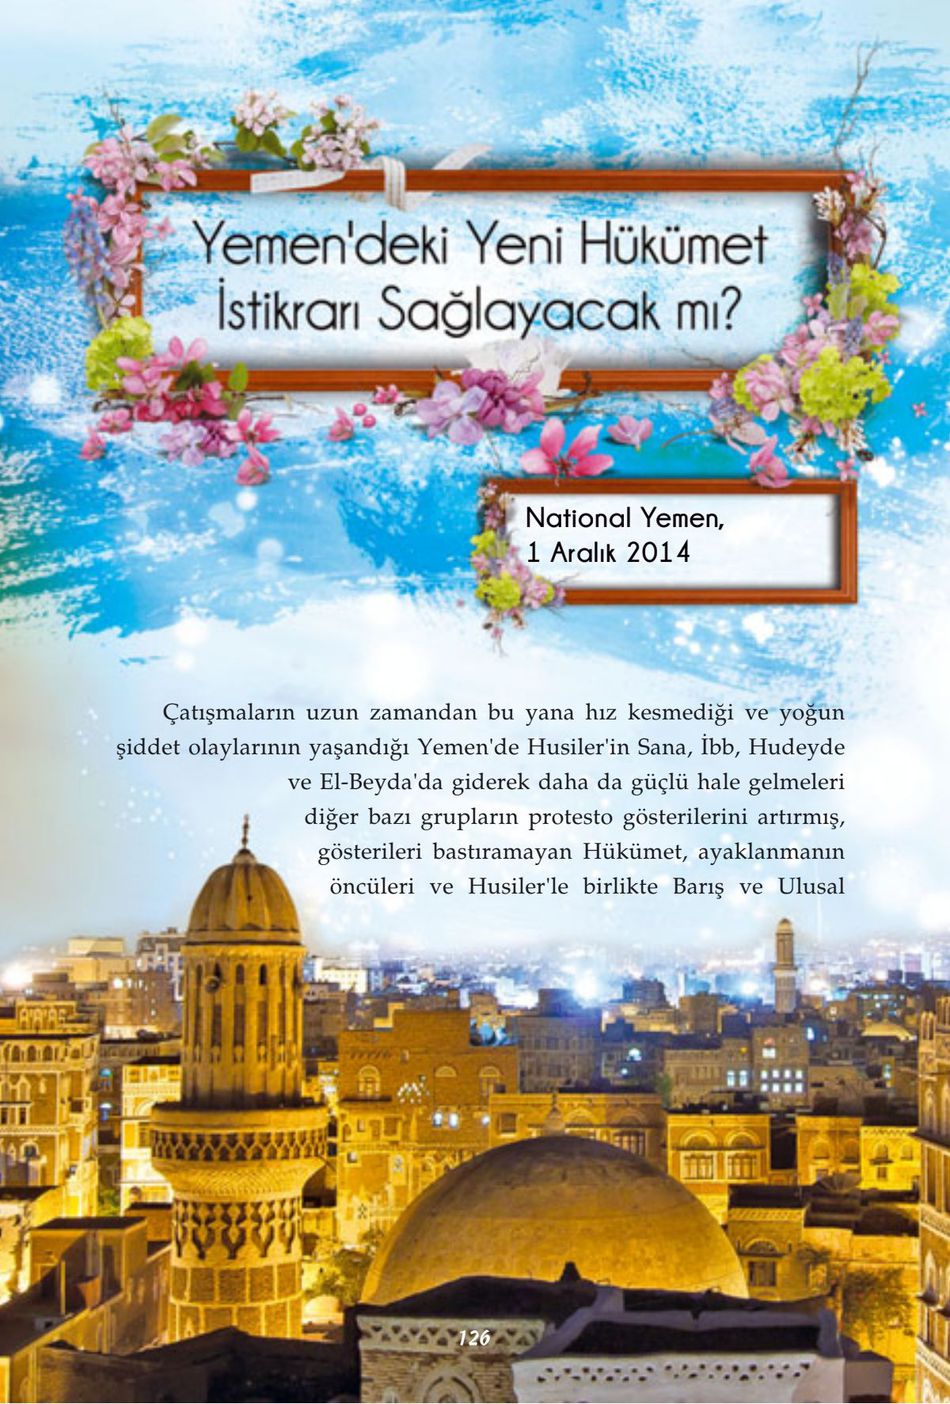 Yemen'deki Yeni Hükümet
İstikrarı Sağlayacak mı?
National Yemen,
1 Aralık 2014
Çatışmaların uzun zamandan bu yana hız kesmediği ve yoğun
şiddet olaylarının yaşandığı Yemen'de Husiler'in Sana, İbb, Hudeyde
ve El-Beyda'da giderek daha da güçlü hale gelmeleri
diğer bazı grupların protesto gösterilerini artırmış,
gösterileri bastıramayan Hükümet, ayaklanmanın
öncüleri ve Husiler'le birlikte Barış ve Ulusal
126